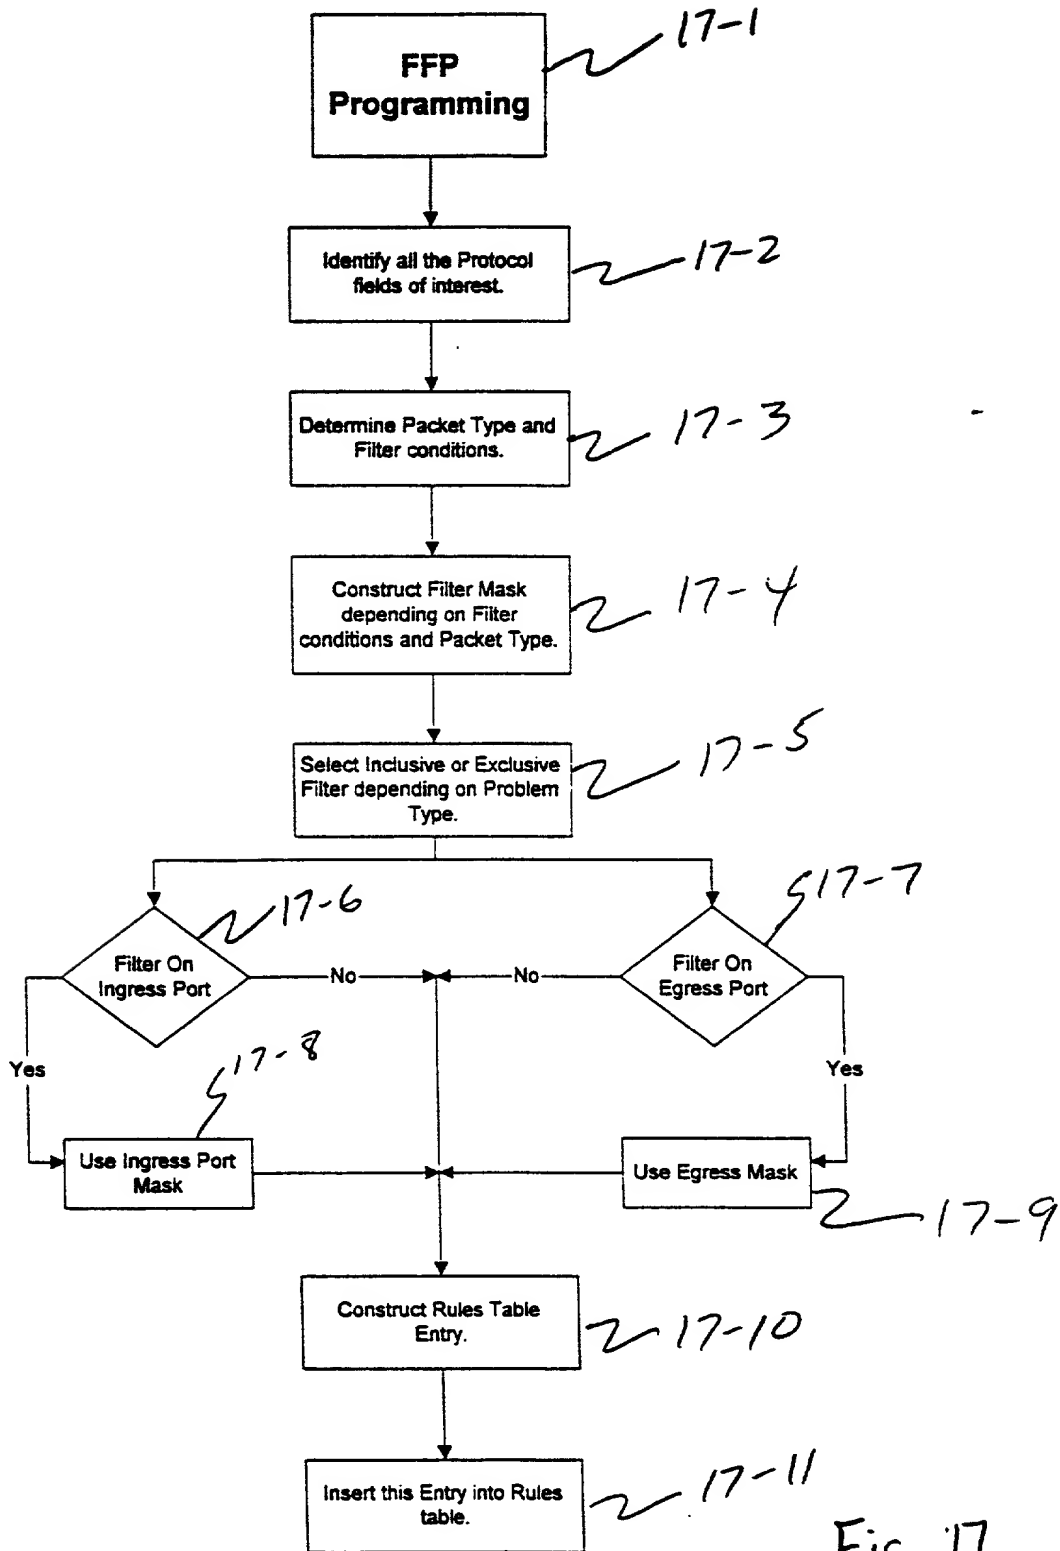 FFP
Programming
17-1
Identify all the Protocol
fields of interest.
17-2
Determine Packet Type and
Filter conditions.
17-3
Construct Filter Mask
depending on Filter
conditions and Packet Type.
17-4
Select Inclusive or Exclusive
Filter depending on Problem
Type.
17-5
17-6
17-7
Filter On
Ingress Port
No
No
Filter On
Egress Port
Yes
17-8
Yes
Use Ingress Port
Mask
Use Egress Mask
17-9
Construct Rules Table
Entry.
17-10
Insert this Entry into Rules
table.
17-11
Fig. 17